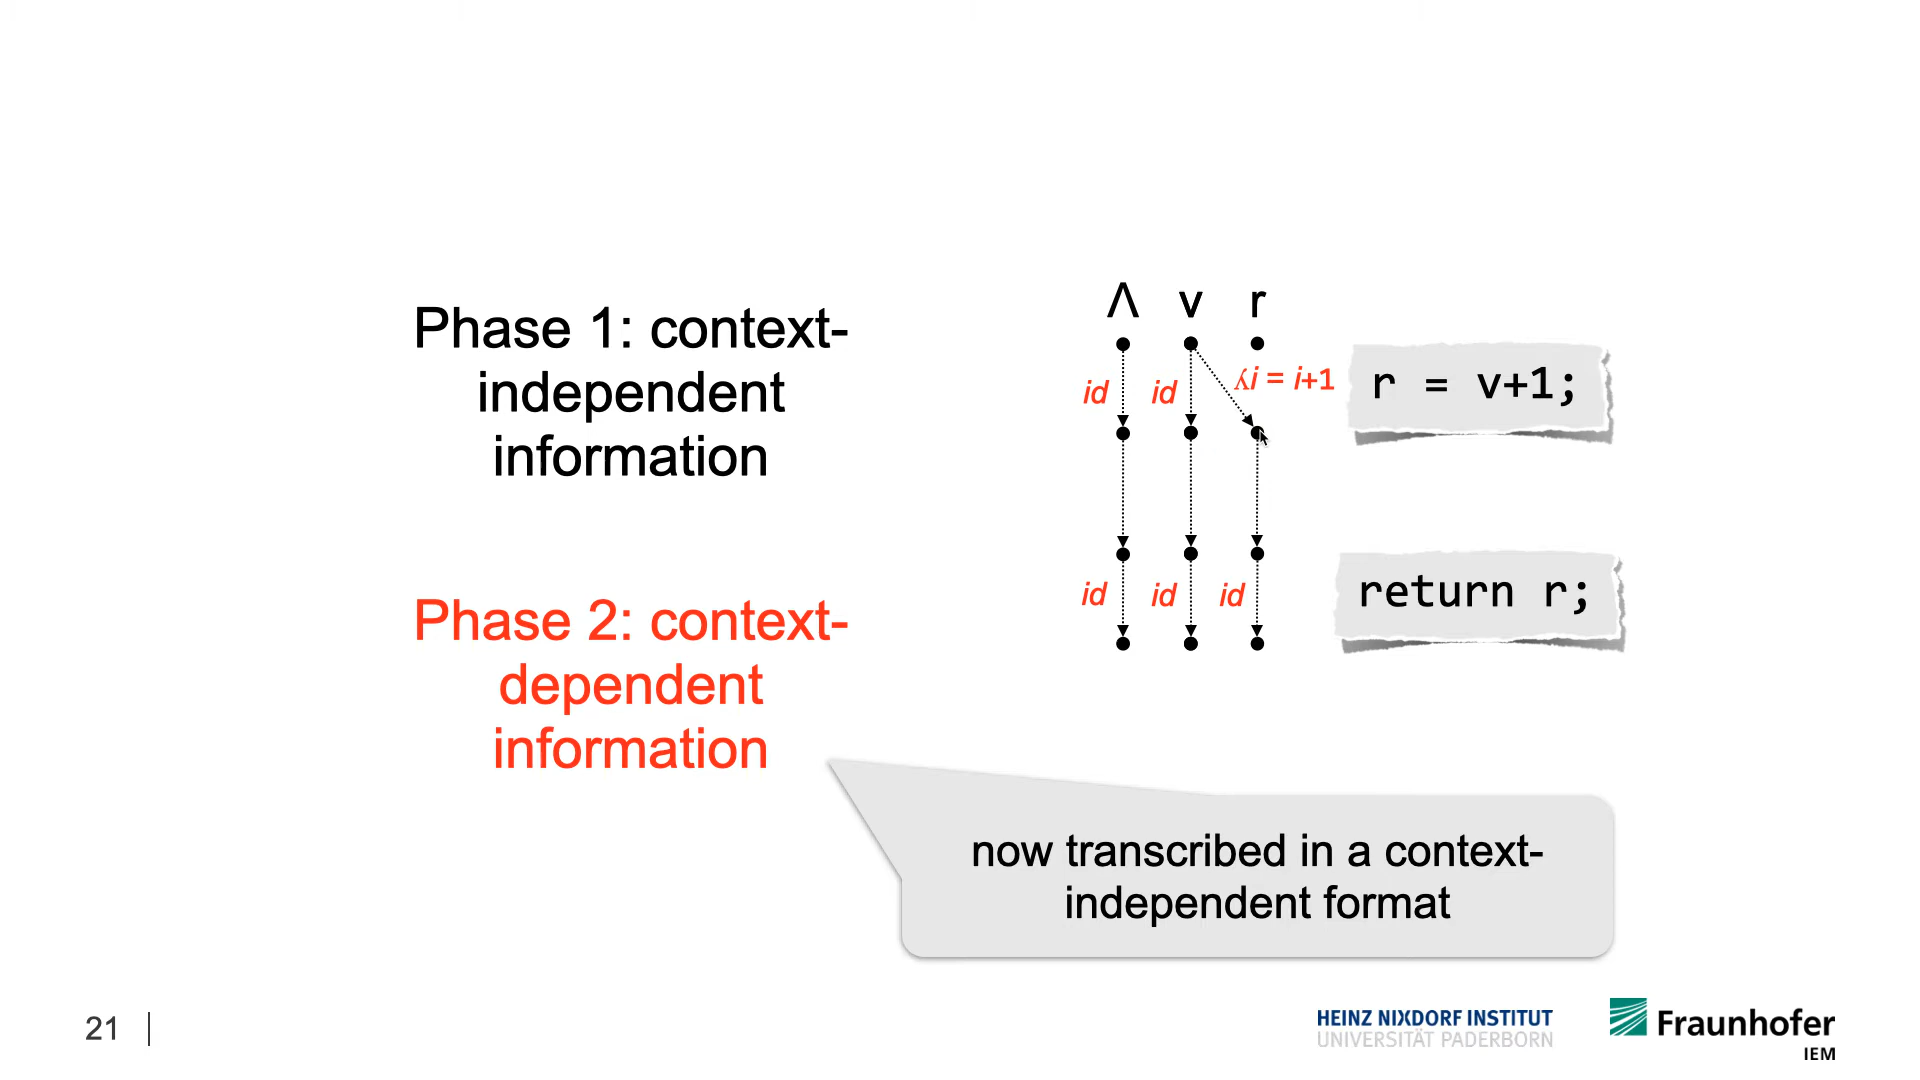 Phase 1: context-
independent
information
Phase 2: context-
dependent
information
Λ v r
id id ʎi = i+1
r = v+1;
id id id
return r;
now transcribed in a context-
independent format
21
HEINZ NIXDORF INSTITUT
UNIVERSITÄT PADERBORN
Fraunhofer
IEM